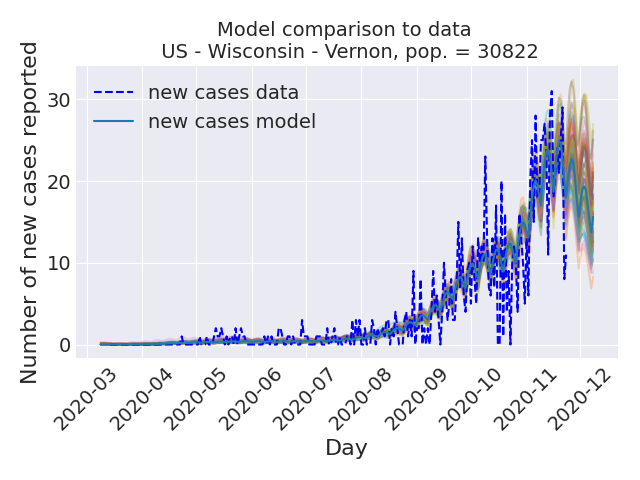 Model comparison to data
US - Wisconsin - Vernon, pop. = 30822
Number of new cases reported
30
20
10
0
new cases data
new cases model
2020-03
2020-04
2020-05
2020-06
2020-07
2020-08
2020-09
2020-10
2020-11
2020-12
Day